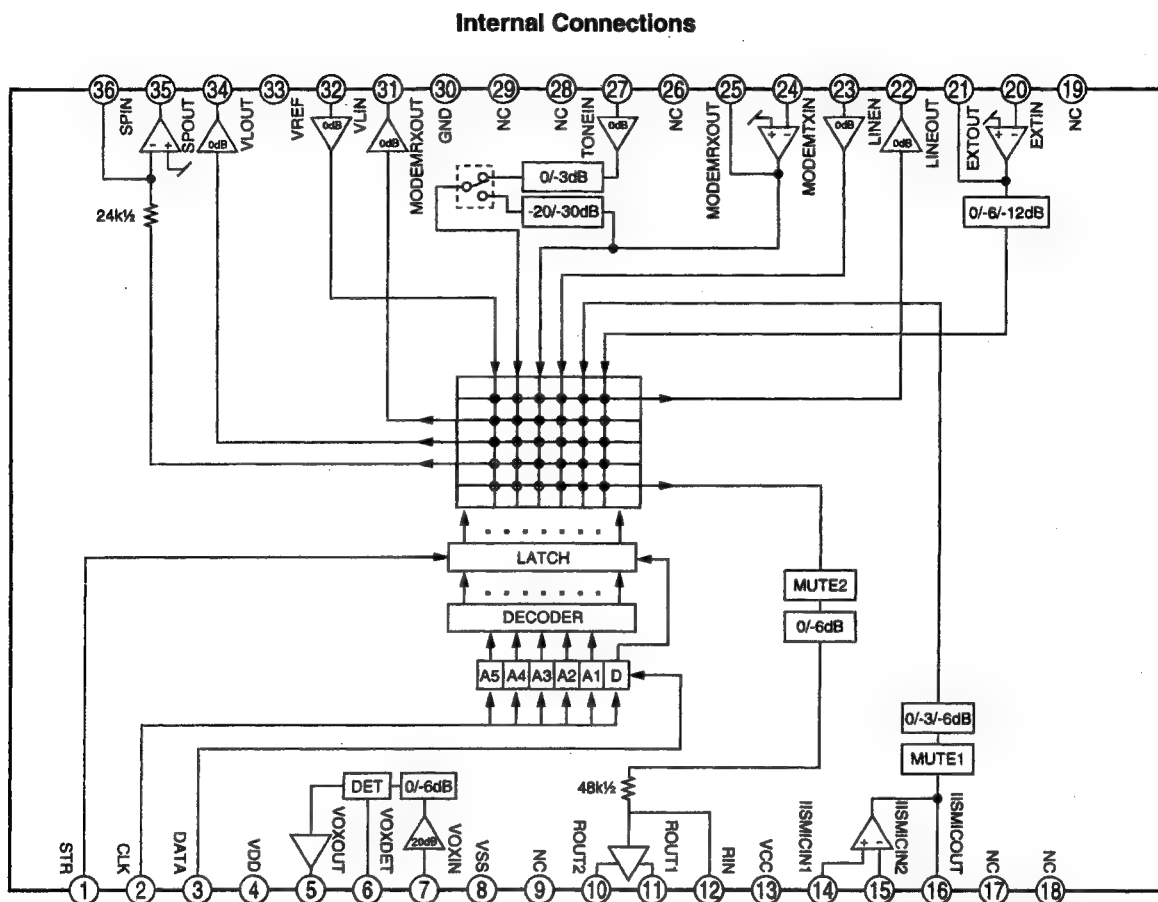 Internal Connections
36 35 34 33 32 31 30 29 28 27 26 25 24 23 22 21 20 19
SPIN
SPOUT
VLOUT
VREF
VLIN
MODEMRXOUT
GND
NC
NC
TONEIN
NC
MODEMRXOUT
MODEMTXIN
LINEN
LINEOUT
EXTOUT
EXTIN
NC
- +
0dB
0dB
0dB
0dB
+ -
0dB
0dB
+ -
0/-3dB
-20/-30dB
0/-6/-12dB
24k½
LATCH
DECODER
A5 A4 A3 A2 A1 D
MUTE2
0/-6dB
0/-3/-6dB
MUTE1
48k½
DET
0/-6dB
20dB
+ -
STR
CLK
DATA
VDD
VOXOUT
VOXDET
VOXIN
VSS
NC
ROUT2
ROUT1
RIN
VCC
IISMICIN1
IISMICIN2
IISMICOUT
NC
NC
1 2 3 4 5 6 7 8 9 10 11 12 13 14 15 16 17 18